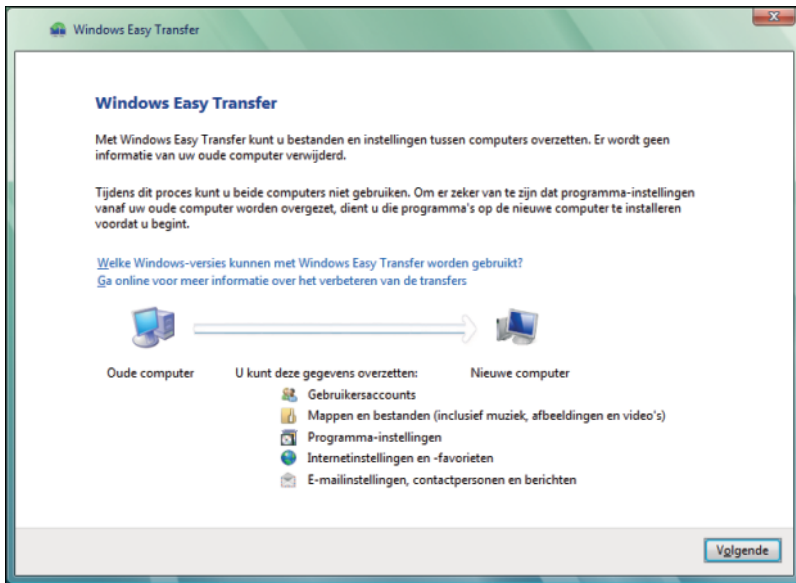 Windows Easy Transfer
Windows Easy Transfer
Met Windows Easy Transfer kunt u bestanden en instellingen tussen computers overzetten. Er wordt geen
informatie van uw oude computer verwijderd.
Tijdens dit proces kunt u beide computers niet gebruiken. Om er zeker van te zijn dat programma-instellingen
vanaf uw oude computer worden overgezet, dient u die programma's op de nieuwe computer te installeren
voordat u begint.
Welke Windows-versies kunnen met Windows Easy Transfer worden gebruikt?
Ga online voor meer informatie over het verbeteren van de transfers
Oude computer U kunt deze gegevens overzetten: Nieuwe computer
Gebruikersaccounts
Mappen en bestanden (inclusief muziek, afbeeldingen en video's)
Programma-instellingen
Internetinstellingen en -favorieten
E-mailinstellingen, contactpersonen en berichten
Volgende